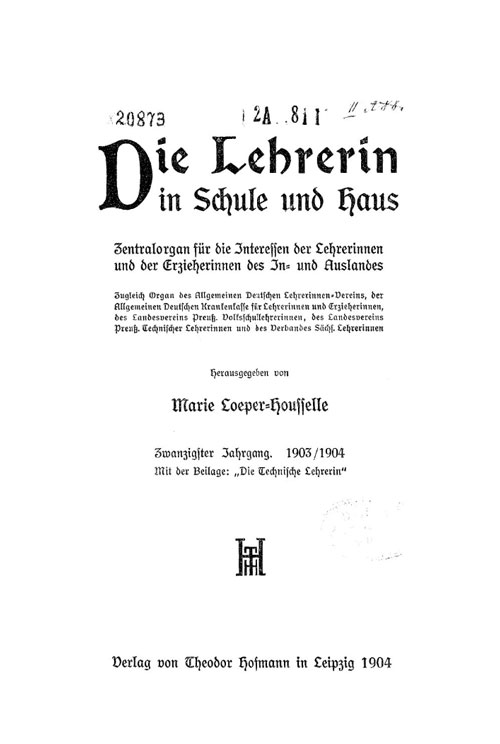 20873
2A 811
Die Lehrerin
in Schule und Haus
Zentralorgan für die Interessen der Lehrerinnen
und der Erzieherinnen des In- und Auslandes
Zugleich Organ des Allgemeinen Deutschen Lehrerinnen-Vereins, der
Allgemeinen Deutschen Krankenkasse für Lehrerinnen und Erzieherinnen,
des Landesvereins Preuß. Volksschullehrerinnen, des Landesvereins
Preuß. Technischer Lehrerinnen und des Verbandes Sächs. Lehrerinnen
Herausgegeben von
Marie Loeper-Housselle
Zwanzigster Jahrgang. 1903/1904
Mit der Beilage: „Die Technische Lehrerin“
Verlag von Theodor Hofmann in Leipzig 1904